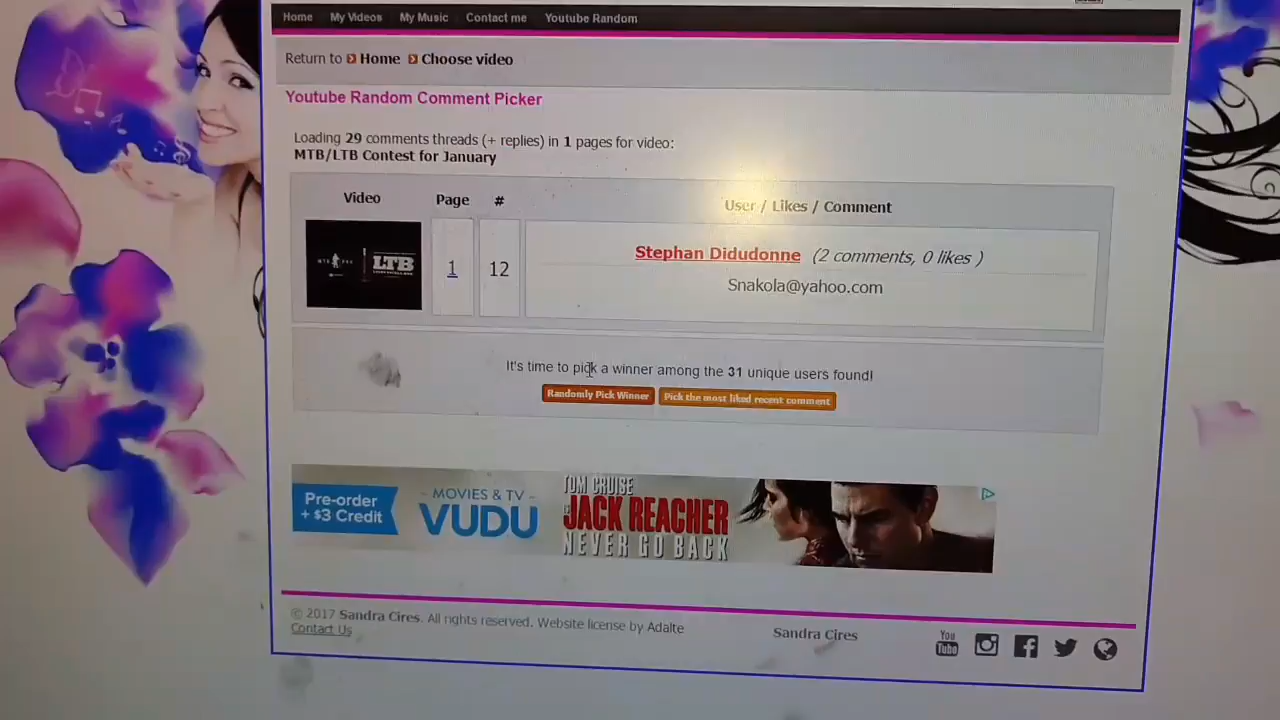 Home My Videos My Music Contact me Youtube Random
Return to Home Choose video
Youtube Random Comment Picker
Loading 29 comments threads (+ replies) in 1 pages for video:
MTB/LTB Contest for January
Video Page # User / Likes / Comment
LTB
1 12 Stephan Didudonne (2 comments, 0 likes )
Snakola@yahoo.com
It's time to pick a winner among the 31 unique users found!
Randomly Pick Winner Pick the most liked recent comment
Pre-order
+ $3 Credit
- MOVIES & TV -
VUDU
TOM CRUISE
JACK REACHER
NEVER GO BACK
© 2017 Sandra Cires. All rights reserved. Website license by Adalte
Contact Us
Sandra Cires
You
Tube